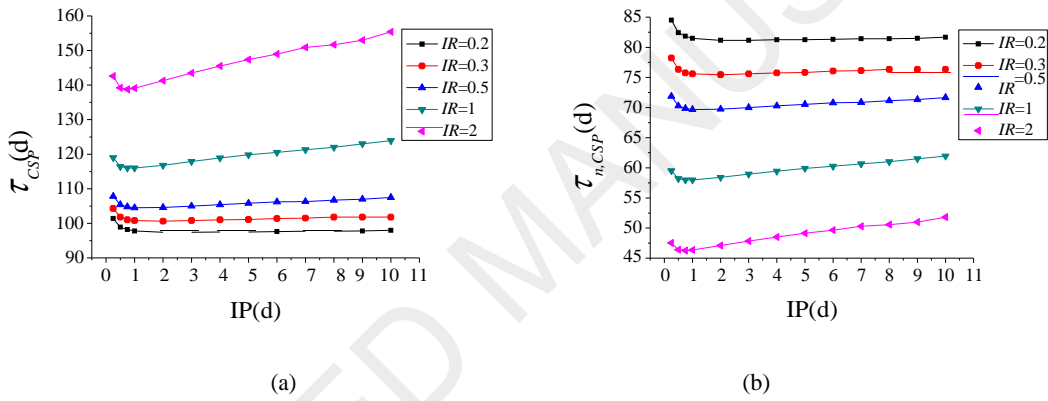 160
150
140
130
120
110
100
90
τCSP(d)
0 1 2 3 4 5 6 7 8 9 10 11
IP(d)
IR=0.2
IR=0.3
IR=0.5
IR=1
IR=2
(a)
85
80
75
70
65
60
55
50
45
τn,CSP(d)
0 1 2 3 4 5 6 7 8 9 10 11
IP(d)
IR=0.2
IR=0.3
IR=0.5
IR=1
IR=2
(b)
ED MANUS